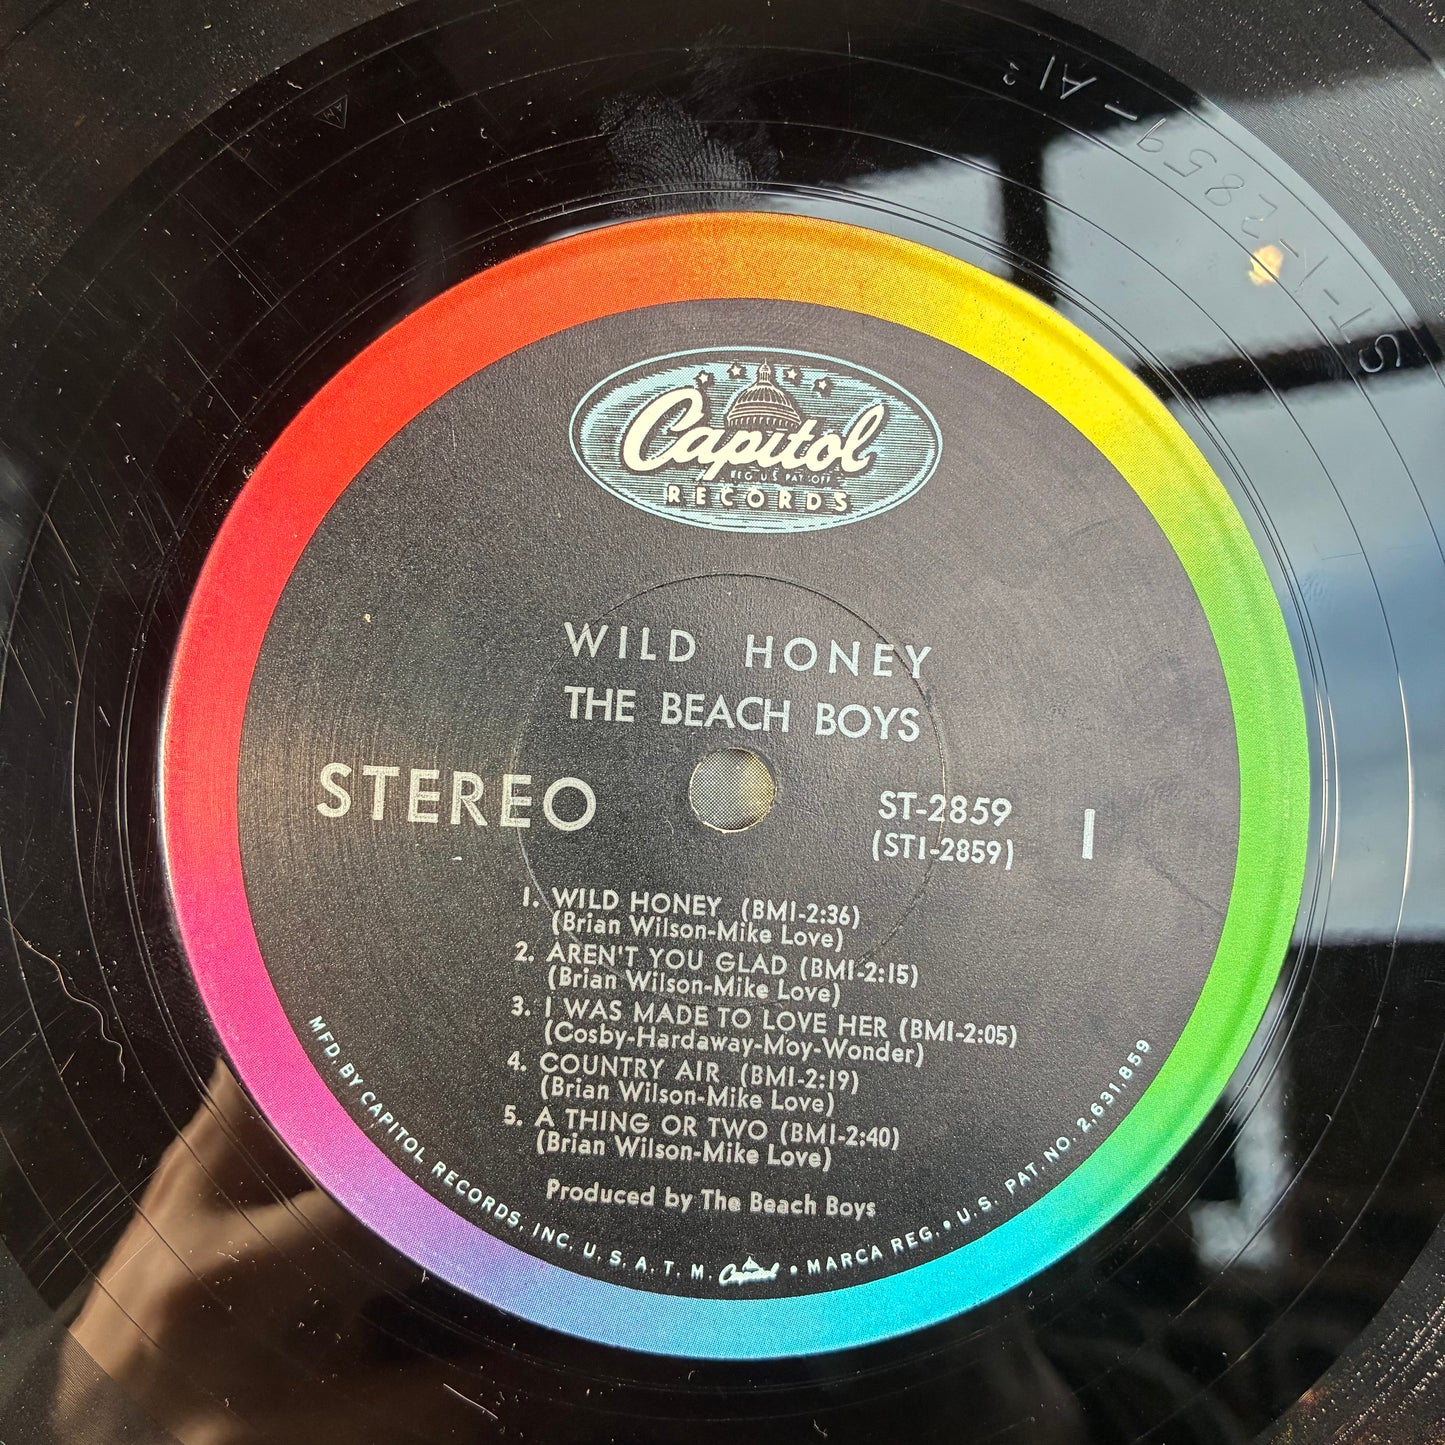 ST-1-2859-A1²
Capitol
REG. U.S. PAT. OFF.
RECORDS
WILD HONEY
THE BEACH BOYS
STEREO
ST-2859
(ST1-2859)
1
1. WILD HONEY (BMI-2:36)
(Brian Wilson-Mike Love)
2. AREN'T YOU GLAD (BMI-2:15)
(Brian Wilson-Mike Love)
3. I WAS MADE TO LOVE HER (BMI-2:05)
(Cosby-Hardaway-Moy-Wonder)
4. COUNTRY AIR (BMI-2:19)
(Brian Wilson-Mike Love)
5. A THING OR TWO (BMI-2:40)
(Brian Wilson-Mike Love)
Produced by The Beach Boys
MFD. BY CAPITOL RECORDS, INC. U. S. A. T. M. Capitol • MARCA REG. • U.S. PAT. NO. 2,631,859